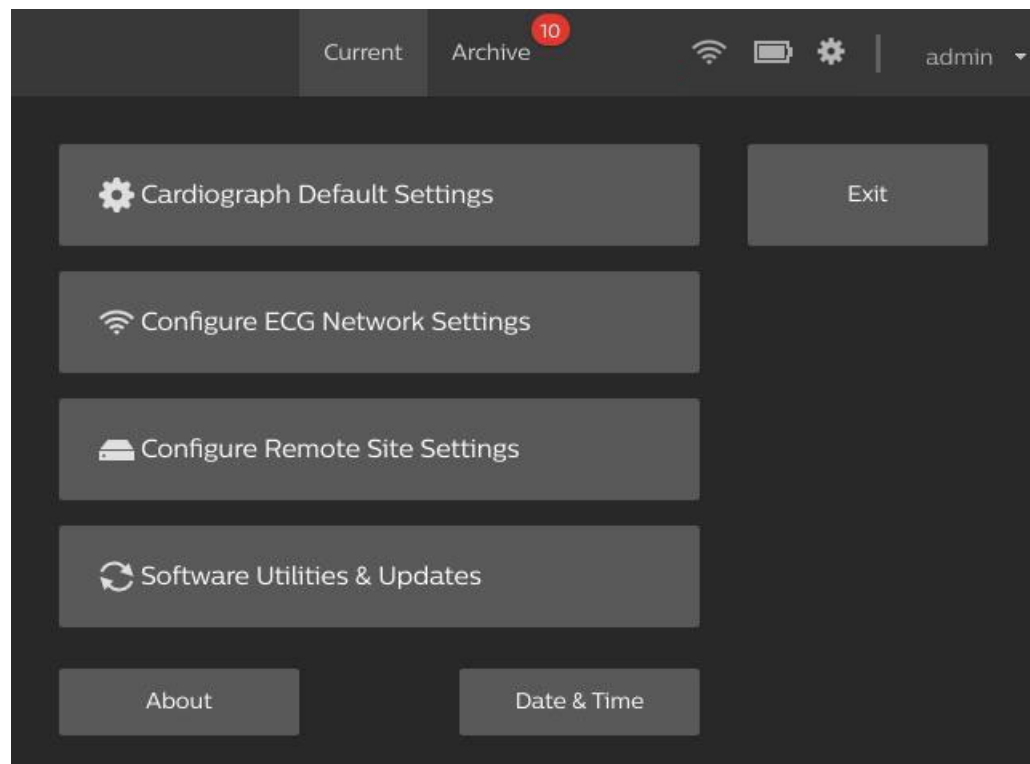 10
Current Archive admin
Cardiograph Default Settings Exit
Configure ECG Network Settings
Configure Remote Site Settings
Software Utilities & Updates
About Date & Time